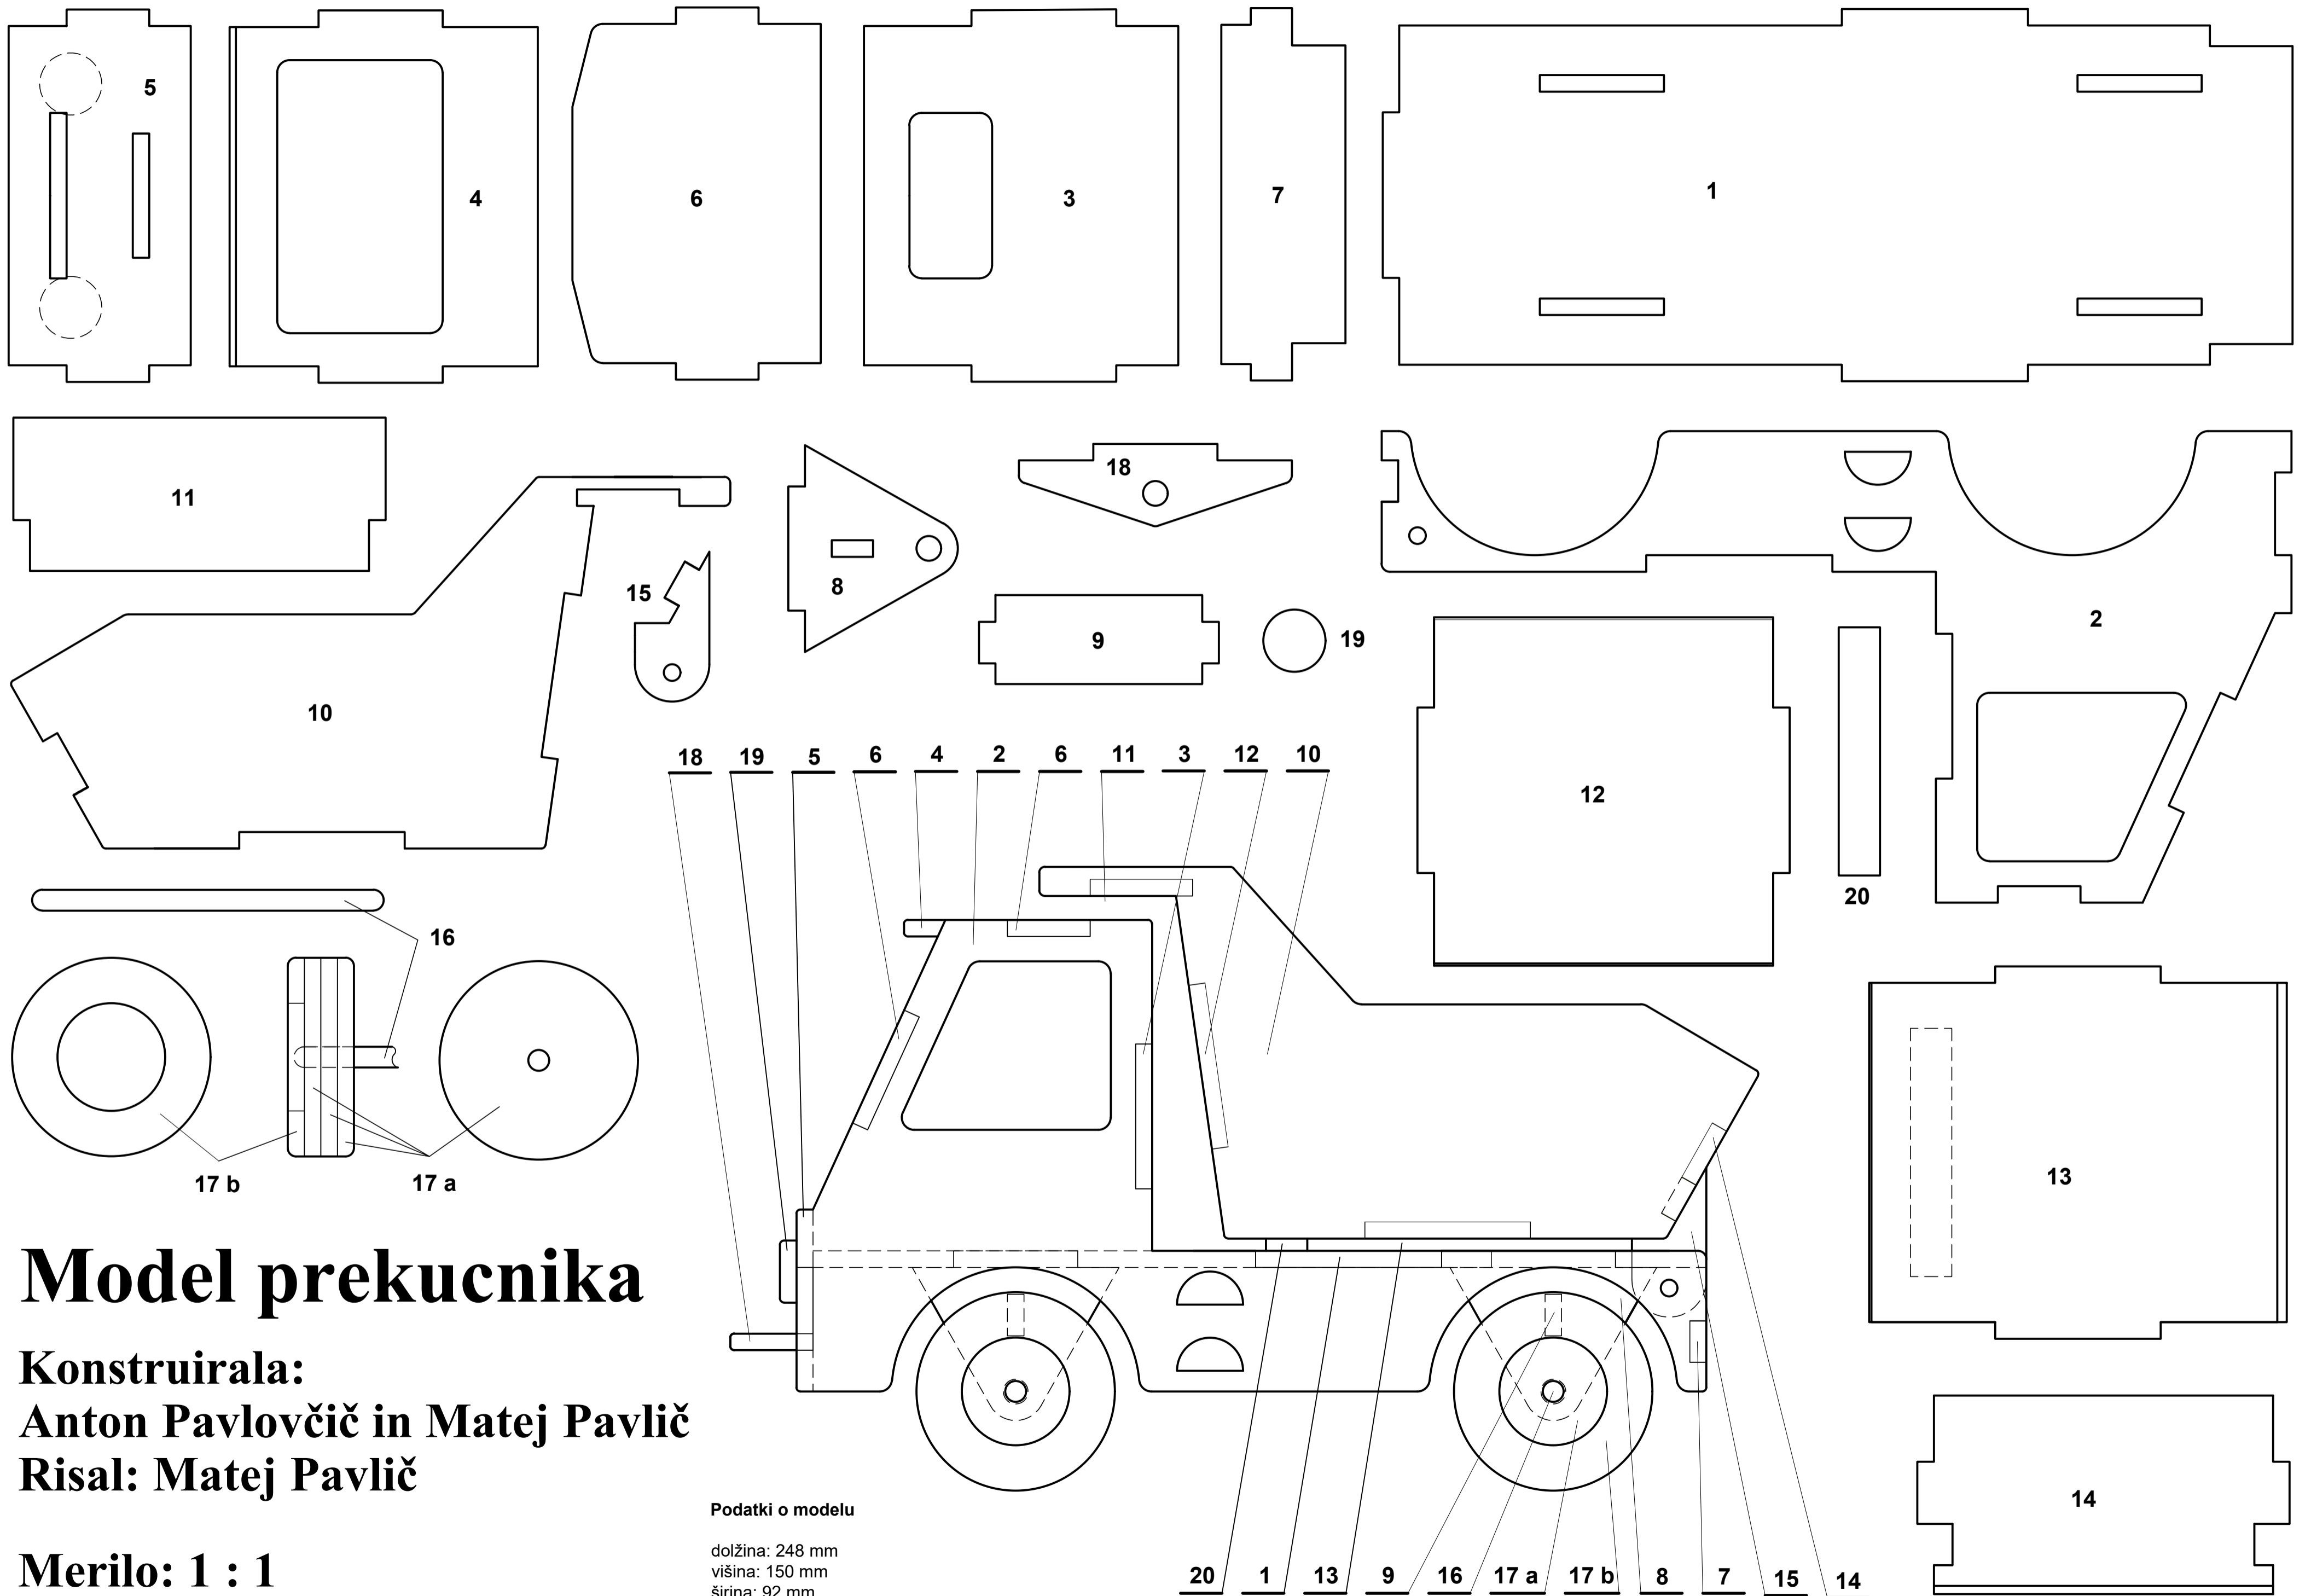 5
4
6
3
7
1
11
10
15
8
18
9
19
2
12
20
18 19 5 6 4 2 6 11 3 12 10
16
17 b
17 a
13
14
Model prekucnika
Konstruirala:
Anton Pavlovčič in Matej Pavlič
Risal: Matej Pavlič
Merilo: 1 : 1
Podatki o modelu
dolžina: 248 mm
višina: 150 mm
širina: 92 mm
20 1 13 9 16 17 a 17 b 8 7 15 14